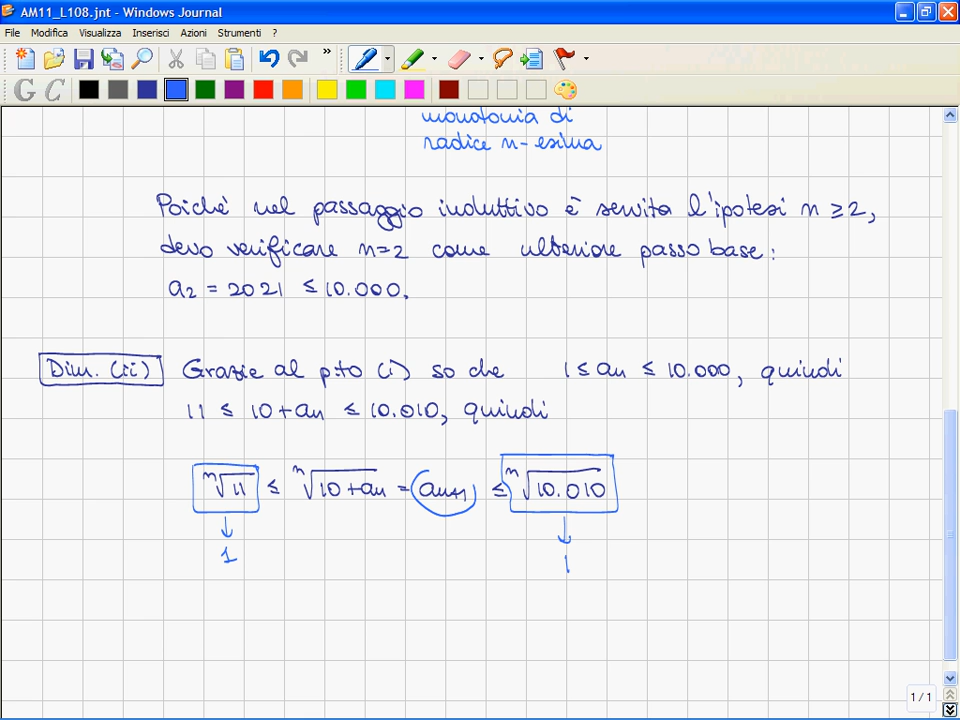 AM11_L108.jnt - Windows Journal
File Modifica Visualizza Inserisci Azioni Strumenti ?
»
G C
monotonia di
radice n-esima
Poiché nel passaggio induttivo è servita l'ipotesi n ≥ 2,
devo verificare n=2 come ulteriore passo base:
a₂ = 2021 ≤ 10.000.
Dim. (ii) Grazie al p.to (i) so che 1 ≤ aₙ ≤ 10.000, quindi
11 ≤ 10+aₙ ≤ 10.010, quindi
ⁿ√11 ≤ ⁿ√10+aₙ = aₙ₊₁ ≤ ⁿ√10.010
↓ ↓
1 1
1 / 1